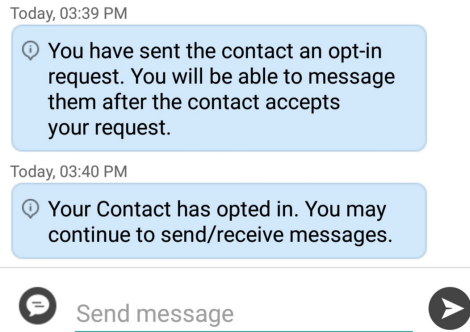 Today, 03:39 PM
You have sent the contact an opt-in
request. You will be able to message
them after the contact accepts
your request.
Today, 03:40 PM
Your Contact has opted in. You may
continue to send/receive messages.
Send message